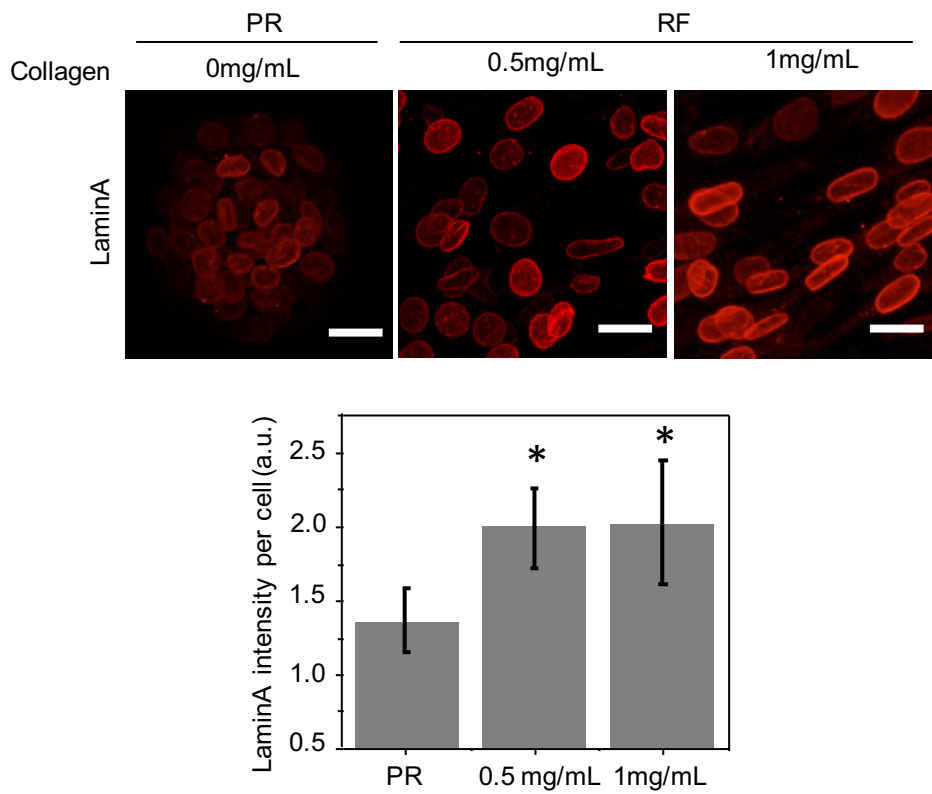 PR RF
Collagen 0mg/mL 0.5mg/mL 1mg/mL
LaminA
LaminA intensity per cell (a.u.)
2.5
2.0
1.5
1.0
0.5
* *
PR 0.5 mg/mL 1mg/mL